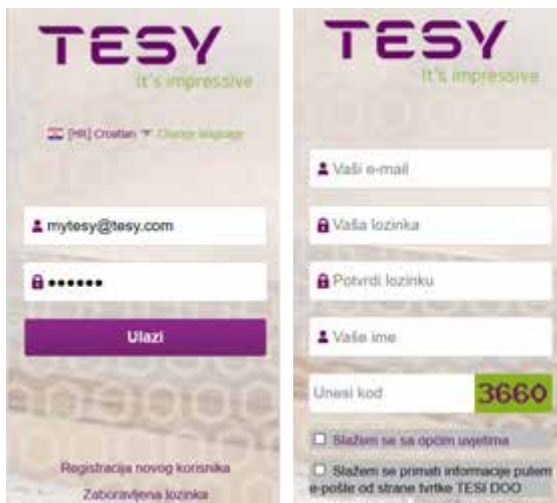 TESY
it's impressive
[HR] Croatian Change language
mytesy@tesy.com
Ulazi
Registracija novog korisnika
Zaboravljena lozinka
TESY
it's impressive
Vaši e-mail
Vaša lozinka
Potvrdi lozinku
Vaše ime
Unesi kod 3660
Slažem se sa općim uvjetima
Slažem se primati informacije putem
e-pošte od strane tvrtke TESI DOO